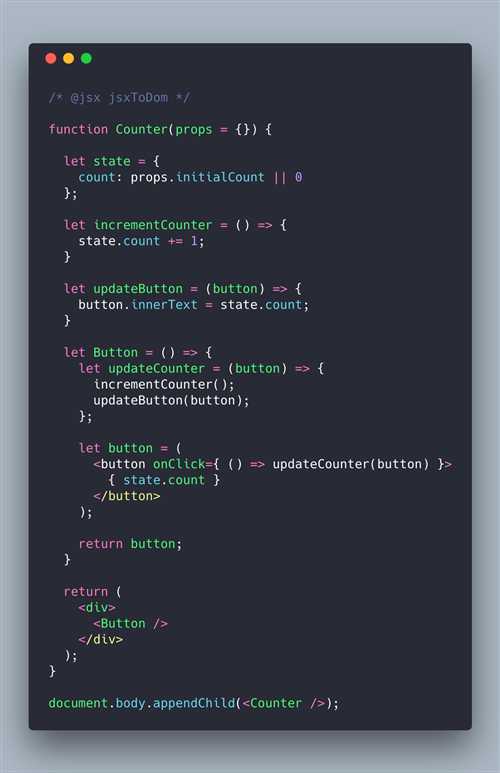 /* @jsx jsxToDom */
function Counter(props = {}) {
let state = {
count: props.initialCount || 0
};
let incrementCounter = () => {
state.count += 1;
}
let updateButton = (button) => {
button.innerText = state.count;
}
let Button = () => {
let updateCounter = (button) => {
incrementCounter();
updateButton(button);
};
let button = (
<button onClick={ () => updateCounter(button) }>
{ state.count }
</button>
);
return button;
}
return (
<div>
<Button />
</div>
);
}
document.body.appendChild(<Counter />);